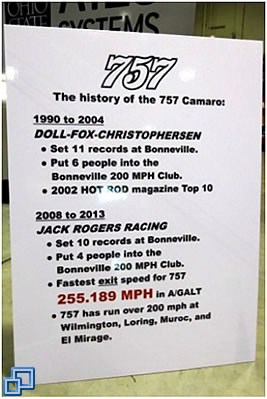 OHIO
STATE
SYSTEMS
757
The history of the 757 Camaro:
1990 to 2004
DOLL-FOX-CHRISTOPHERSEN
• Set 11 records at Bonneville.
• Put 6 people into the
Bonneville 200 MPH Club.
• 2002 HOT ROD magazine Top 10
2008 to 2013
JACK ROGERS RACING
• Set 10 records at Bonneville.
• Put 4 people into the
Bonneville 200 MPH Club.
• Fastest exit speed for 757
255.189 MPH in A/GALT
• 757 has run over 200 mph at
Wilmington, Loring, Muroc, and
El Mirage.